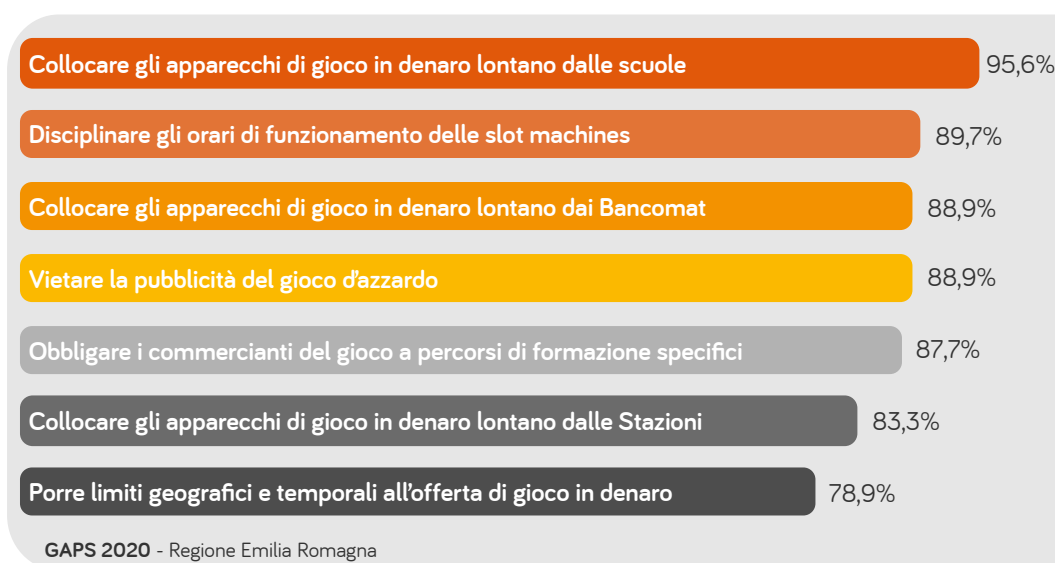 Collocare gli apparecchi di gioco in denaro lontano dalle scuole 95,6%
Disciplinare gli orari di funzionamento delle slot machines 89,7%
Collocare gli apparecchi di gioco in denaro lontano dai Bancomat 88,9%
Vietare la pubblicità del gioco d'azzardo 88,9%
Obbligare i commercianti del gioco a percorsi di formazione specifici 87,7%
Collocare gli apparecchi di gioco in denaro lontano dalle Stazioni 83,3%
Porre limiti geografici e temporali all'offerta di gioco in denaro 78,9%
GAPS 2020 - Regione Emilia Romagna